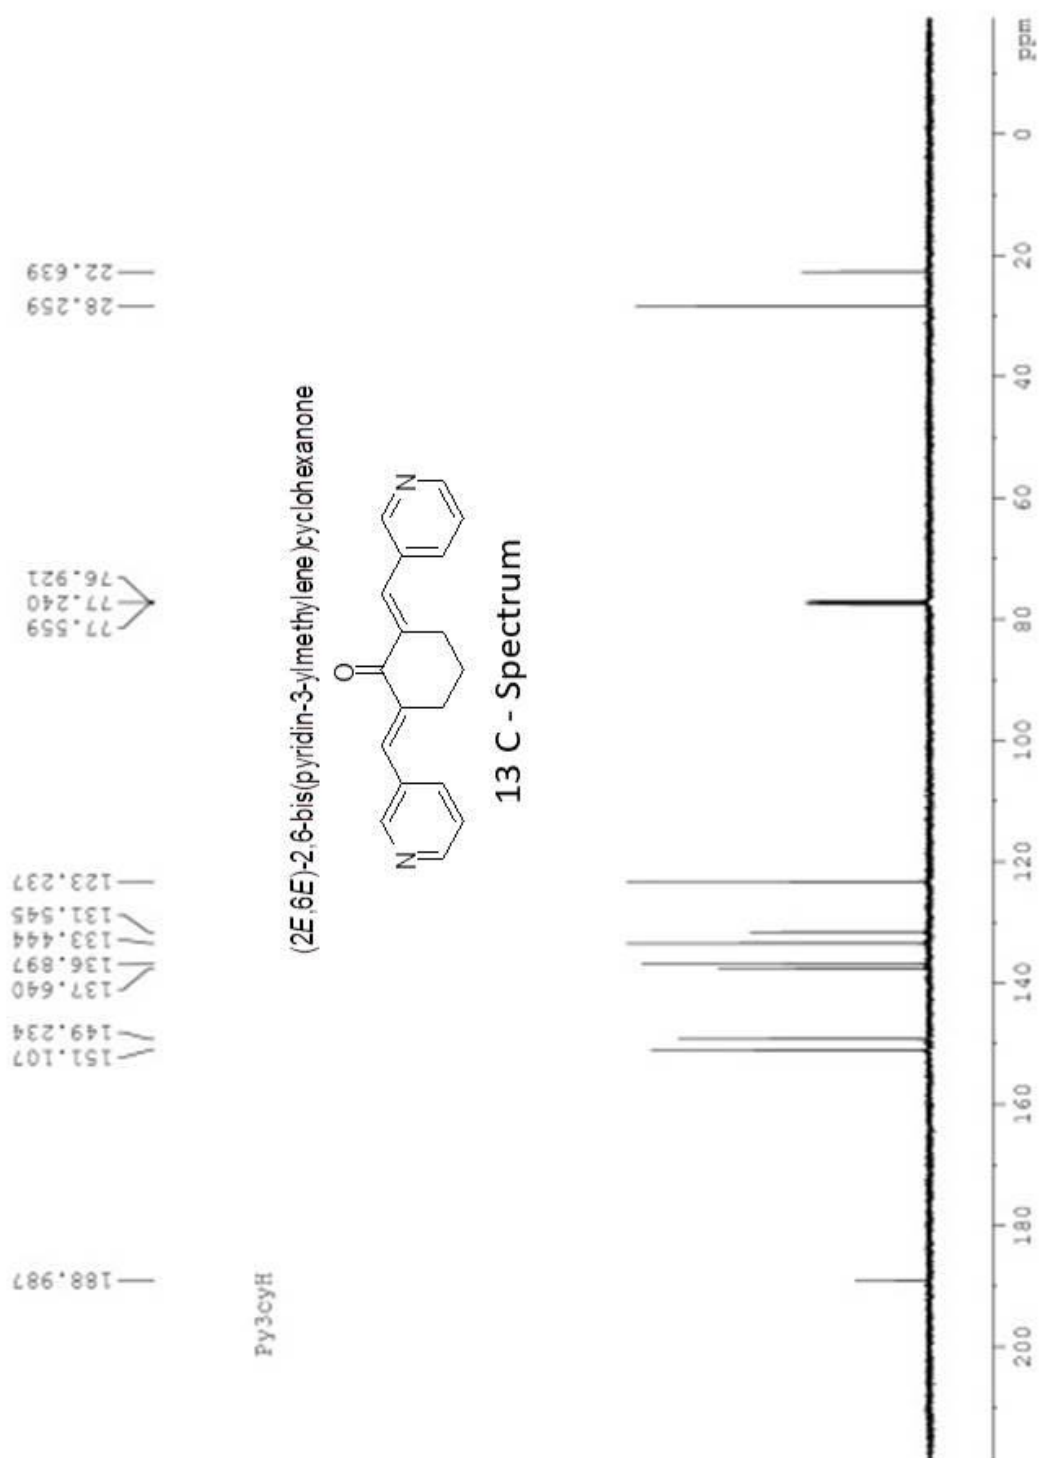 188.987
151.107
149.234
137.640
136.897
133.444
131.545
123.237
77.559
77.240
76.921
28.259
22.639
Py3cyH
(2E,6E)-2,6-bis(pyridin-3-ylmethylene)cyclohexanone
O
N
N
13 C - Spectrum
200 180 160 140 120 100 80 60 40 20 0 ppm